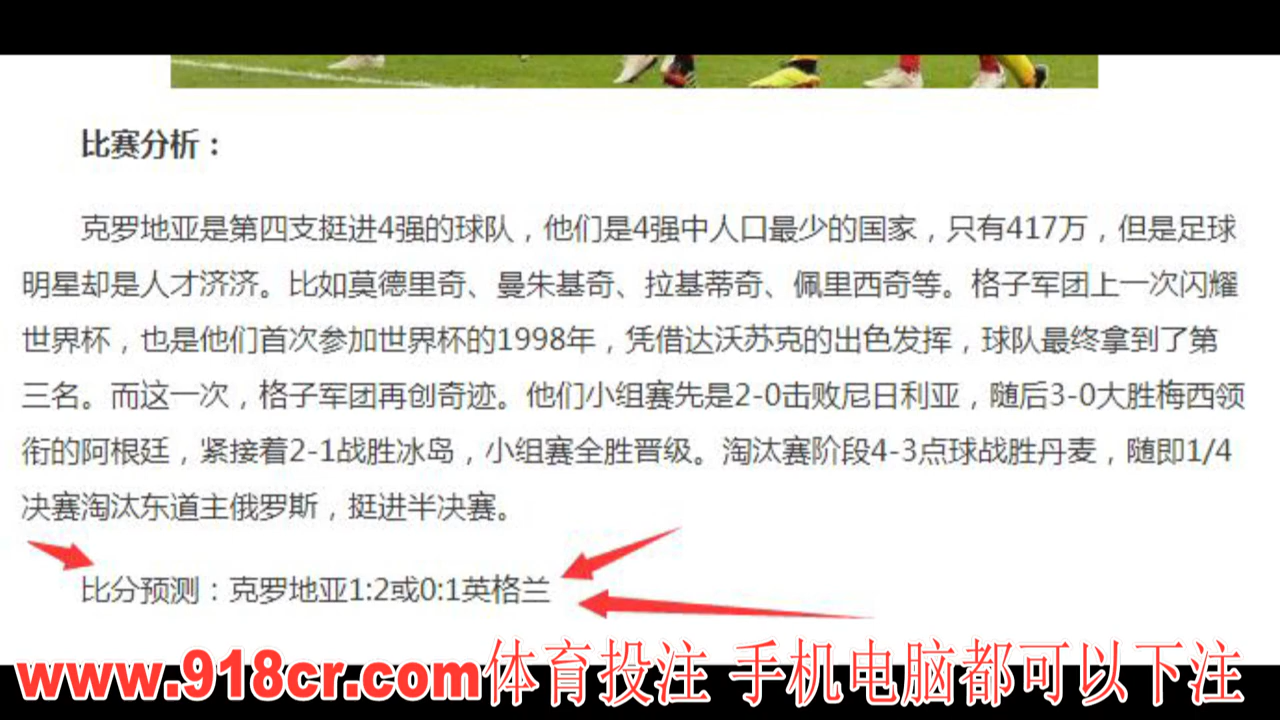 比赛分析：
克罗地亚是第四支挺进4强的球队，他们是4强中人口最少的国家，只有417万，但是足球
明星却是人才济济。比如莫德里奇、曼朱基奇、拉基蒂奇、佩里西奇等。格子军团上一次闪耀
世界杯，也是他们首次参加世界杯的1998年，凭借达沃苏克的出色发挥，球队最终拿到了第
三名。而这一次，格子军团再创奇迹。他们小组赛先是2-0击败尼日利亚，随后3-0大胜梅西领
衔的阿根廷，紧接着2-1战胜冰岛，小组赛全胜晋级。淘汰赛阶段4-3点球战胜丹麦，随即1/4
决赛淘汰东道主俄罗斯，挺进半决赛。
比分预测：克罗地亚1:2或0:1英格兰
www.918cr.com体育投注 手机电脑都可以下注